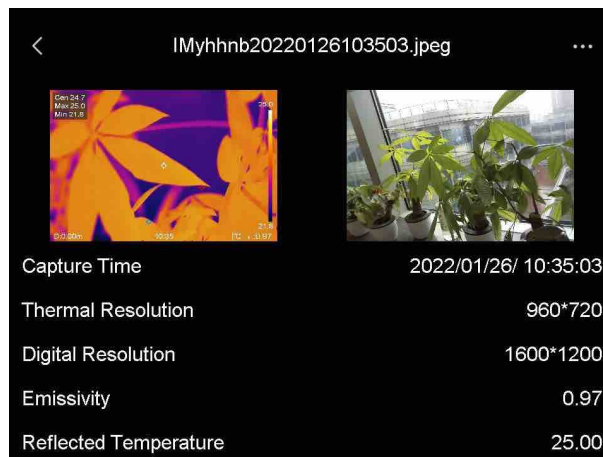 IMyhhnb20220126103503.jpeg
Cen 24.7
Max 25.0
Min 21.8
25.0
21.8
10:35
Capture Time 2022/01/26/ 10:35:03
Thermal Resolution 960*720
Digital Resolution 1600*1200
Emissivity 0.97
Reflected Temperature 25.00